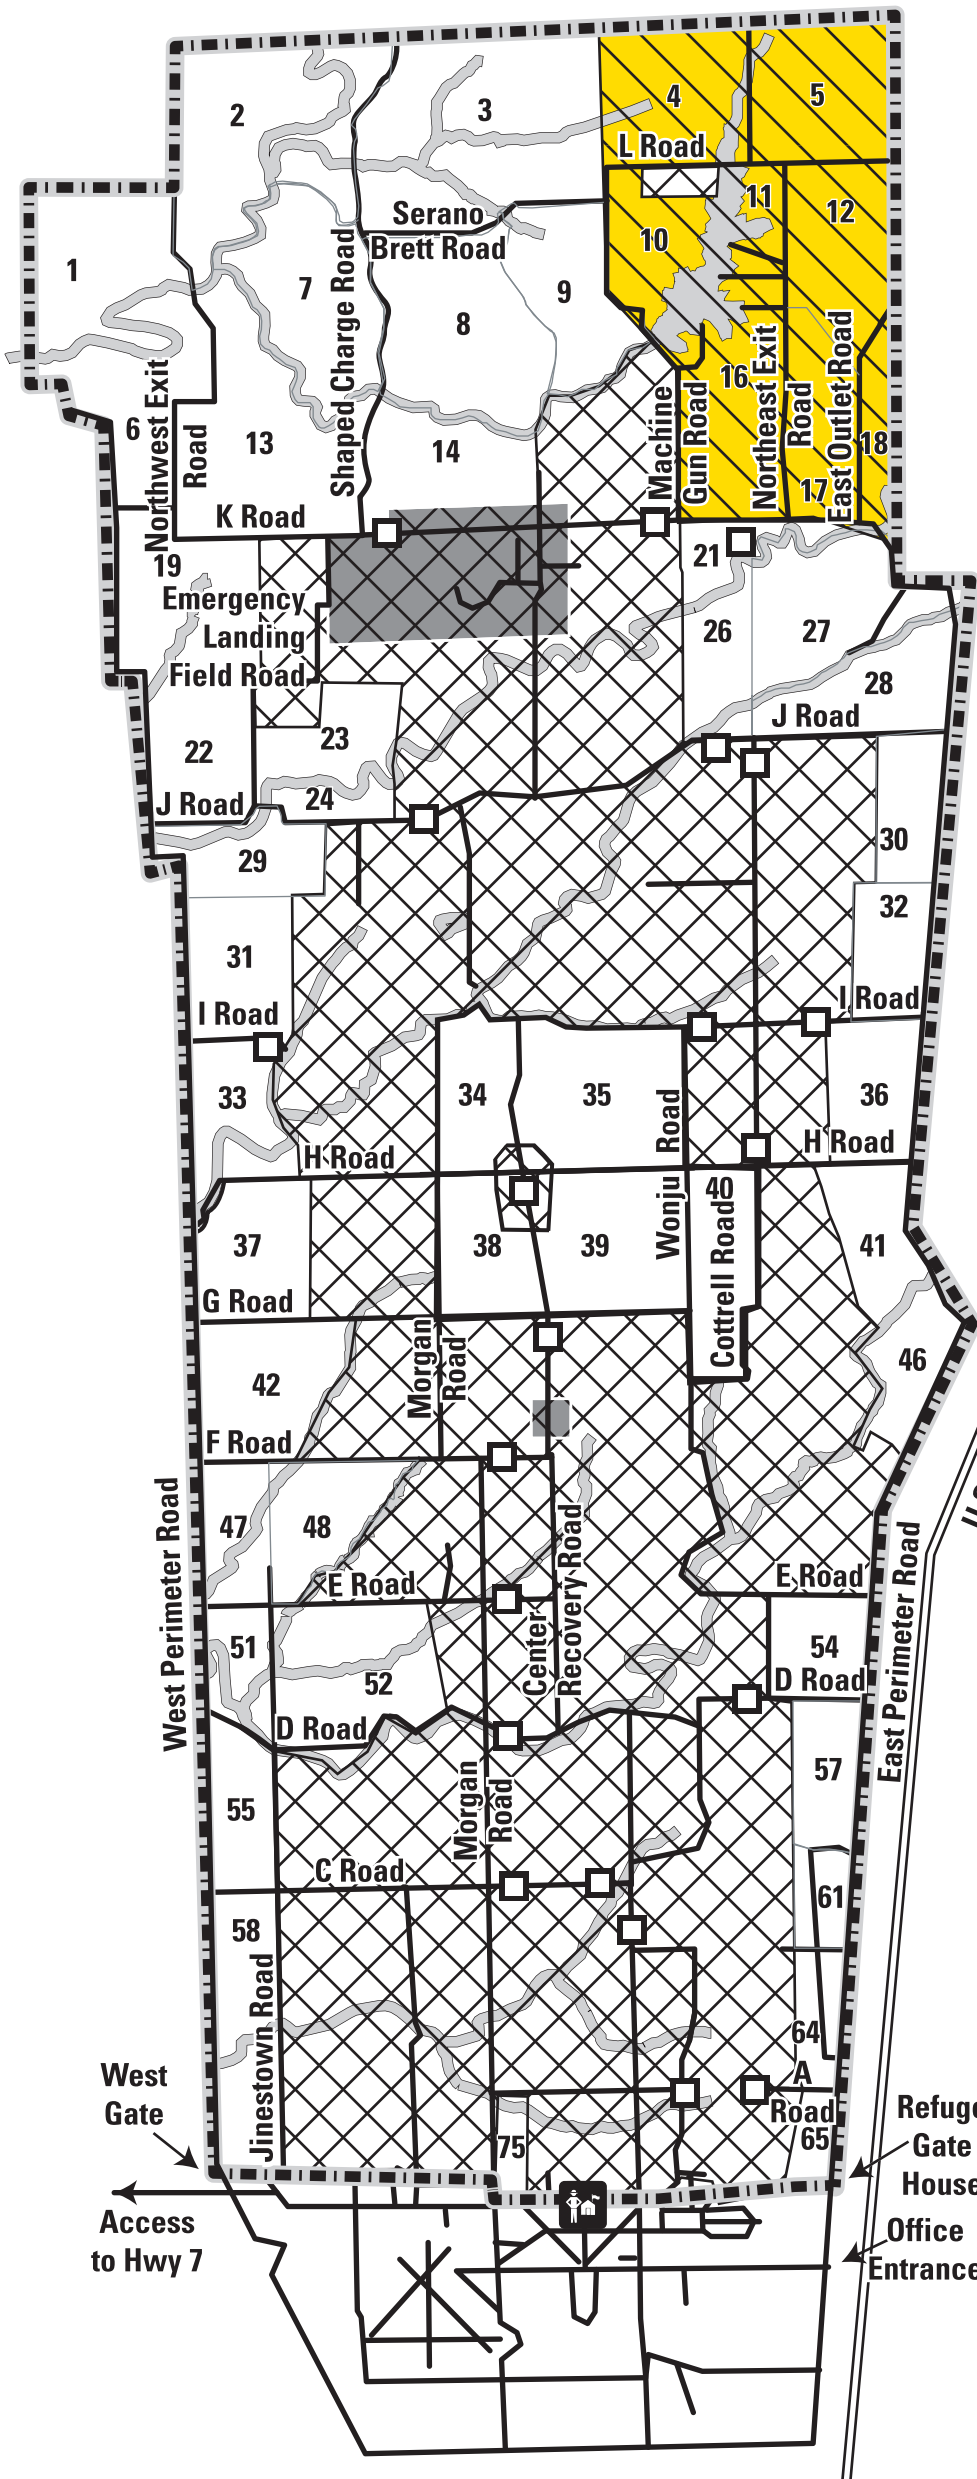 2
3
4
5
L Road
1
Serano
Brett Road
10
11
12
7
8
9
Shaped Charge Road
6
Northwest Exit
Road
13
14
Machine
Gun Road
16
Northeast Exit
Road
East Outlet Road
17
18
K Road
19
21
Emergency
Landing
Field Road
26
27
28
J Road
22
23
24
J Road
29
30
32
31
I Road
I Road
33
34
35
Wonju Road
36
H Road
H Road
37
38
39
40
Cottrell Road
41
G Road
42
Morgan
Road
46
F Road
47
48
E Road
Center
Recovery Road
E Road
West Perimeter Road
East Perimeter Road
51
52
54
D Road
D Road
55
Morgan
Road
57
C Road
58
61
Jinestown Road
64
A
Road
65
75
West
Gate
Access
to Hwy 7
Refuge
Gate
House
Office
Entrance